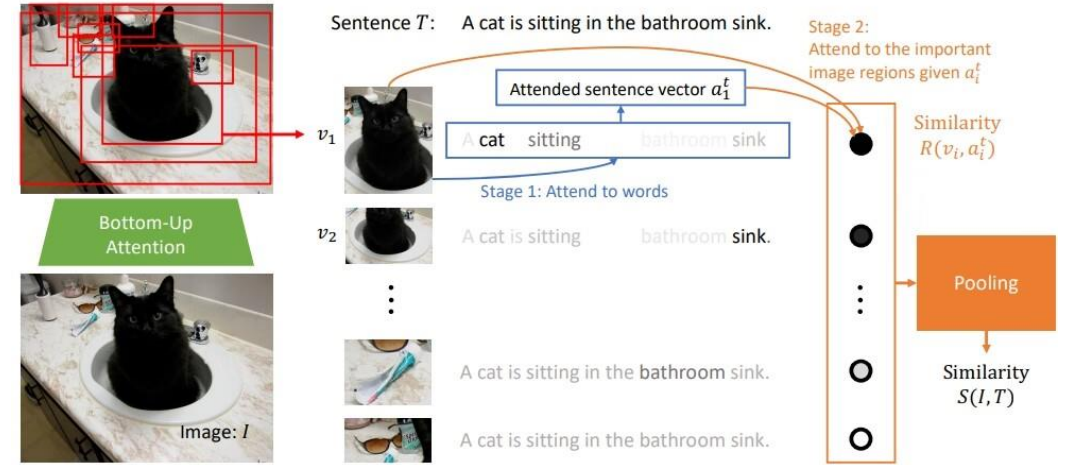 Sentence T: A cat is sitting in the bathroom sink.
Stage 2:
Attend to the important
image regions given a_i^t
Attended sentence vector a_1^t
v_1
A cat sitting bathroom sink
Similarity
R(v_i, a_i^t)
Stage 1: Attend to words
Bottom-Up
Attention
v_2
A cat is sitting bathroom sink.
Pooling
A cat is sitting in the bathroom sink.
Similarity
S(I,T)
Image: I
A cat is sitting in the bathroom sink.